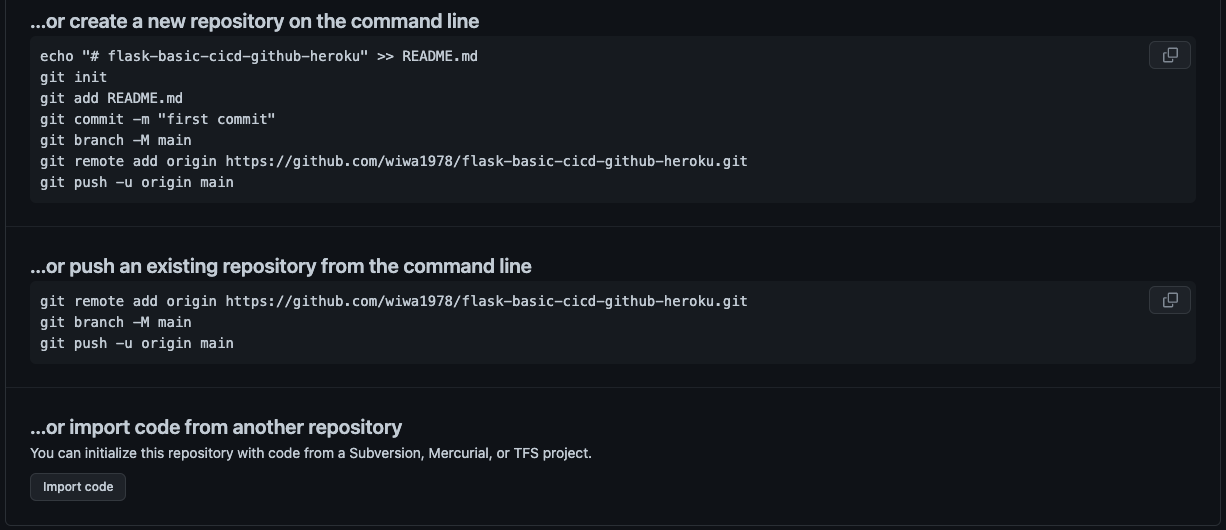 ...or create a new repository on the command line
echo "# flask-basic-cicd-github-heroku" >> README.md
git init
git add README.md
git commit -m "first commit"
git branch -M main
git remote add origin https://github.com/wiwa1978/flask-basic-cicd-github-heroku.git
git push -u origin main
...or push an existing repository from the command line
git remote add origin https://github.com/wiwa1978/flask-basic-cicd-github-heroku.git
git branch -M main
git push -u origin main
...or import code from another repository
You can initialize this repository with code from a Subversion, Mercurial, or TFS project.
Import code